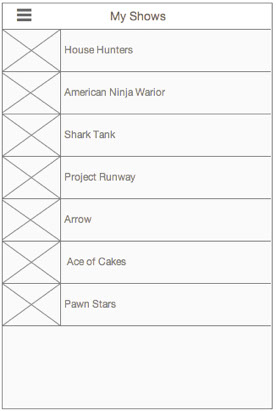 My Shows
House Hunters
American Ninja Warior
Shark Tank
Project Runway
Arrow
Ace of Cakes
Pawn Stars